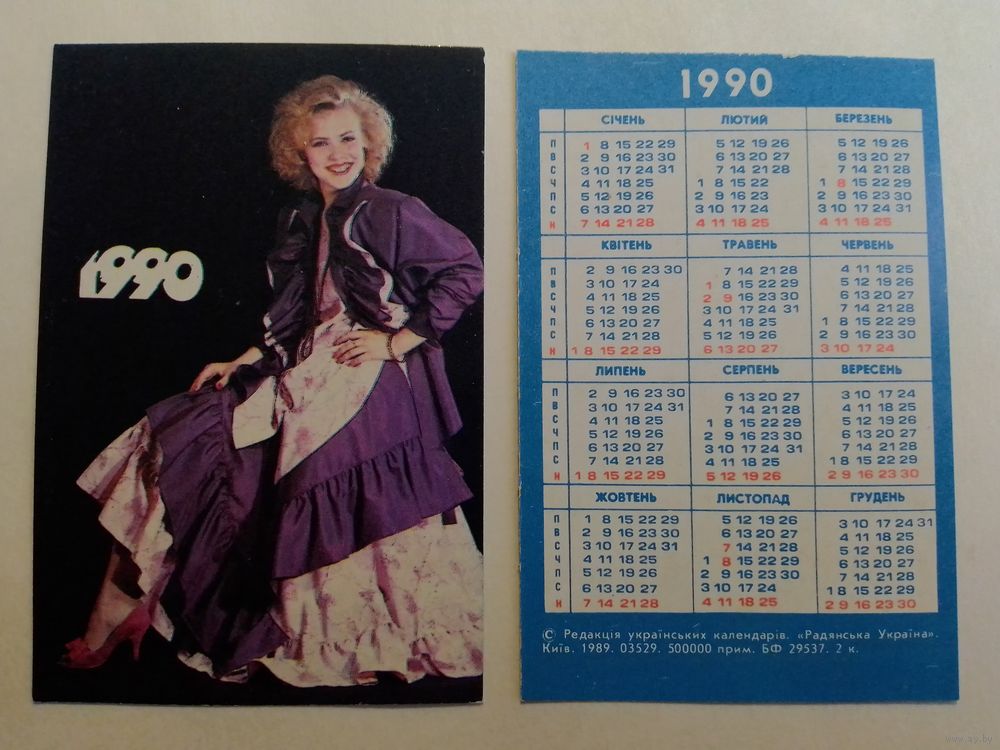 1990
1990
СІЧЕНЬ ЛЮТИЙ БЕРЕЗЕНЬ
П 1 8 15 22 29 5 12 19 26 5 12 19 26
В 2 9 16 23 30 6 13 20 27 6 13 20 27
С 3 10 17 24 31 7 14 21 28 7 14 21 28
Ч 4 11 18 25 1 8 15 22 1 8 15 22 29
П 5 12 19 26 2 9 16 23 2 9 16 23 30
С 6 13 20 27 3 10 17 24 3 10 17 24 31
Н 7 14 21 28 4 11 18 25 4 11 18 25
КВІТЕНЬ ТРАВЕНЬ ЧЕРВЕНЬ
П 2 9 16 23 30 7 14 21 28 4 11 18 25
В 3 10 17 24 1 8 15 22 29 5 12 19 26
С 4 11 18 25 2 9 16 23 30 6 13 20 27
Ч 5 12 19 26 3 10 17 24 31 7 14 21 28
П 6 13 20 27 4 11 18 25 1 8 15 22 29
С 7 14 21 28 5 12 19 26 2 9 16 23 30
Н 1 8 15 22 29 6 13 20 27 3 10 17 24
ЛИПЕНЬ СЕРПЕНЬ ВЕРЕСЕНЬ
П 2 9 16 23 30 6 13 20 27 3 10 17 24
В 3 10 17 24 31 7 14 21 28 4 11 18 25
С 4 11 18 25 1 8 15 22 29 5 12 19 26
Ч 5 12 19 26 2 9 16 23 30 6 13 20 27
П 6 13 20 27 3 10 17 24 31 7 14 21 28
С 7 14 21 28 4 11 18 25 1 8 15 22 29
Н 1 8 15 22 29 5 12 19 26 2 9 16 23 30
ЖОВТЕНЬ ЛИСТОПАД ГРУДЕНЬ
П 1 8 15 22 29 5 12 19 26 3 10 17 24 31
В 2 9 16 23 30 6 13 20 27 4 11 18 25
С 3 10 17 24 31 7 14 21 28 5 12 19 26
Ч 4 11 18 25 1 8 15 22 29 6 13 20 27
П 5 12 19 26 2 9 16 23 30 7 14 21 28
С 6 13 20 27 3 10 17 24 1 8 15 22 29
Н 7 14 21 28 4 11 18 25 2 9 16 23 30
© Редакція українських календарів. «Радянська Україна».
Київ. 1989. 03529. 500000 прим. БФ 29537. 2 к.
www.ay.by